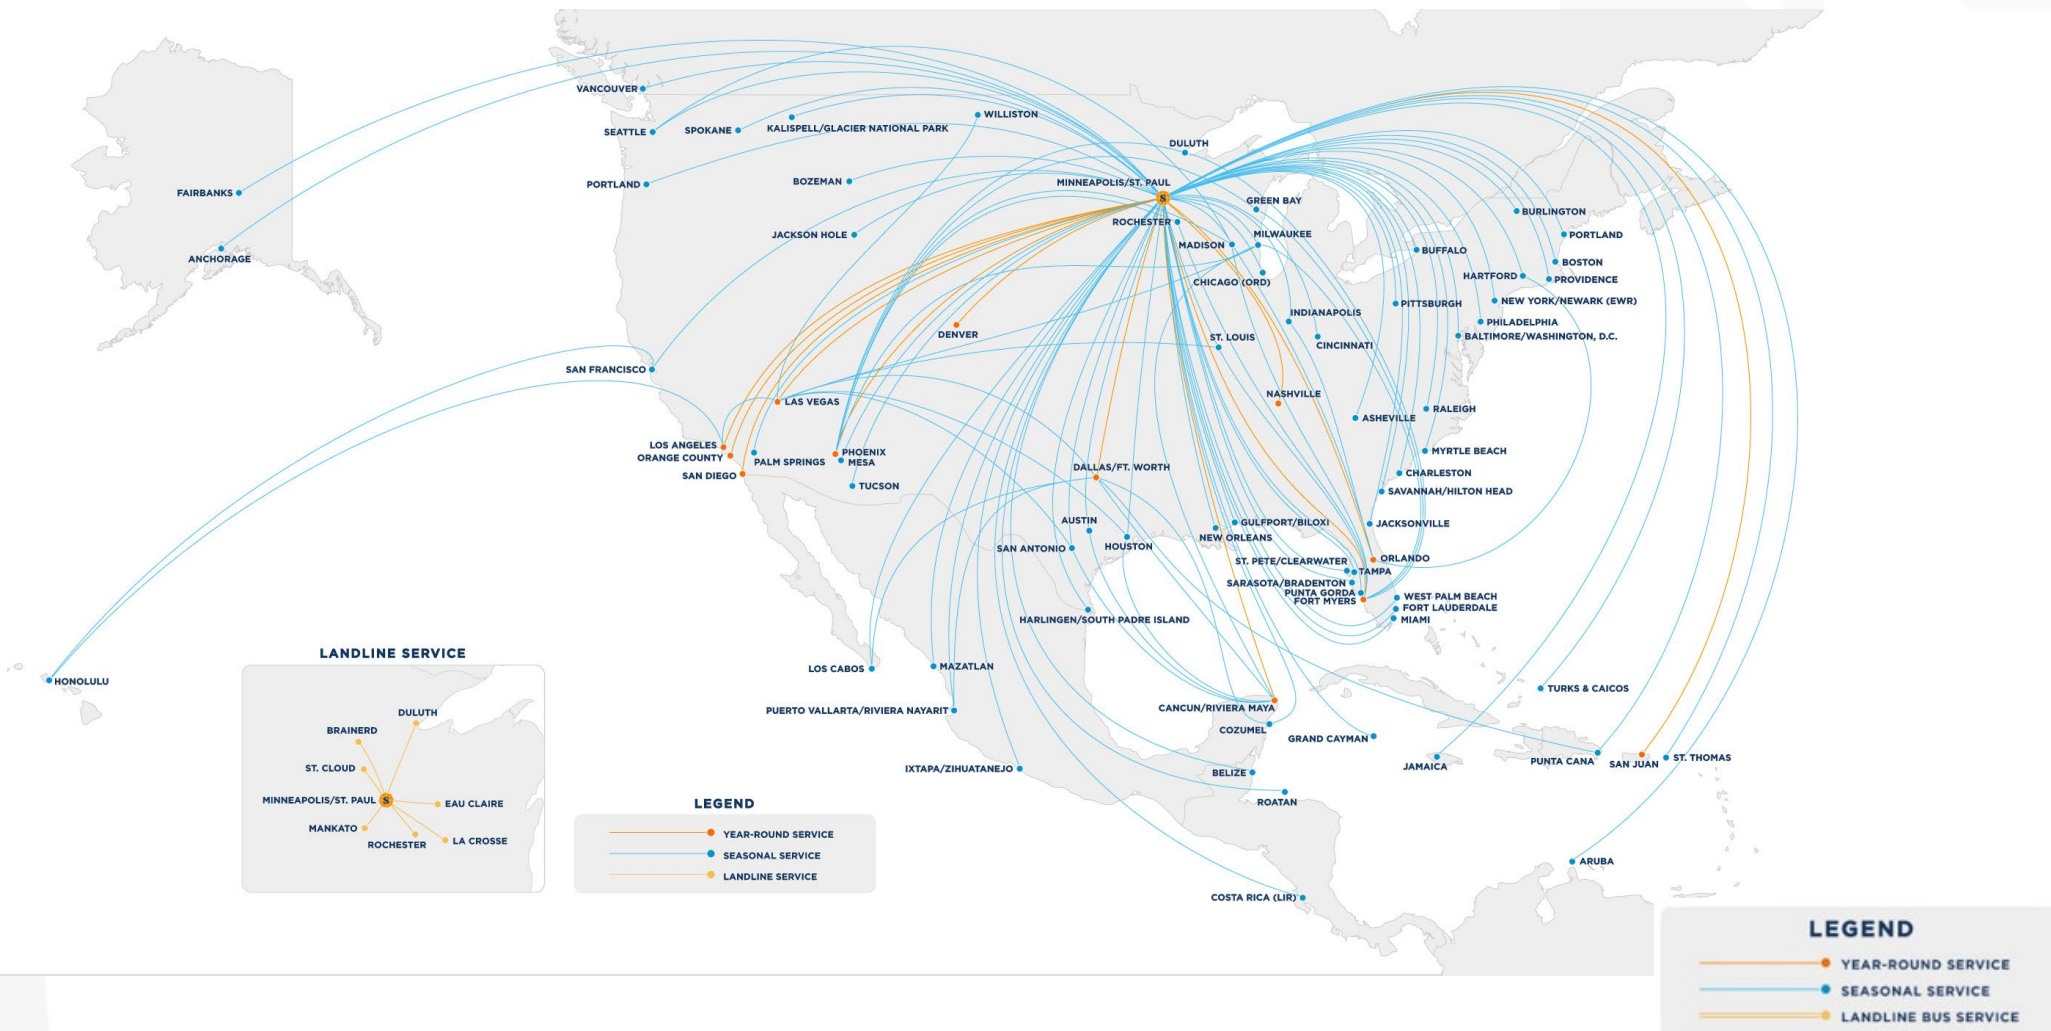 VANCOUVER
SEATTLE
SPOKANE
KALISPELL/GLACIER NATIONAL PARK
WILLISTON
DULUTH
PORTLAND
BOZEMAN
MINNEAPOLIS/ST. PAUL
S
FAIRBANKS
GREEN BAY
BURLINGTON
ROCHESTER
JACKSON HOLE
MILWAUKEE
PORTLAND
MADISON
BUFFALO
ANCHORAGE
BOSTON
HARTFORD
PROVIDENCE
CHICAGO (ORD)
PITTSBURGH
NEW YORK/NEWARK (EWR)
INDIANAPOLIS
PHILADELPHIA
DENVER
ST. LOUIS
BALTIMORE/WASHINGTON, D.C.
CINCINNATI
SAN FRANCISCO
NASHVILLE
LAS VEGAS
RALEIGH
ASHEVILLE
LOS ANGELES
ORANGE COUNTY
PALM SPRINGS
PHOENIX
MESA
MYRTLE BEACH
SAN DIEGO
DALLAS/FT. WORTH
CHARLESTON
TUCSON
SAVANNAH/HILTON HEAD
AUSTIN
GULFPORT/BILOXI
JACKSONVILLE
SAN ANTONIO
HOUSTON
NEW ORLEANS
ORLANDO
ST. PETE/CLEARWATER
TAMPA
SARASOTA/BRADENTON
PUNTA GORDA
FORT MYERS
WEST PALM BEACH
FORT LAUDERDALE
MIAMI
HARLINGEN/SOUTH PADRE ISLAND
LOS CABOS
MAZATLAN
HONOLULU
TURKS & CAICOS
PUERTO VALLARTA/RIVIERA NAYARIT
CANCUN/RIVIERA MAYA
COZUMEL
GRAND CAYMAN
JAMAICA
PUNTA CANA
SAN JUAN
ST. THOMAS
IXTAPA/ZIHUATANEJO
BELIZE
ROATAN
ARUBA
COSTA RICA (LIR)
LANDLINE SERVICE
DULUTH
BRAINERD
ST. CLOUD
MINNEAPOLIS/ST. PAUL
S
EAU CLAIRE
MANKATO
ROCHESTER
LA CROSSE
LEGEND
YEAR-ROUND SERVICE
SEASONAL SERVICE
LANDLINE SERVICE
LEGEND
YEAR-ROUND SERVICE
SEASONAL SERVICE
LANDLINE BUS SERVICE